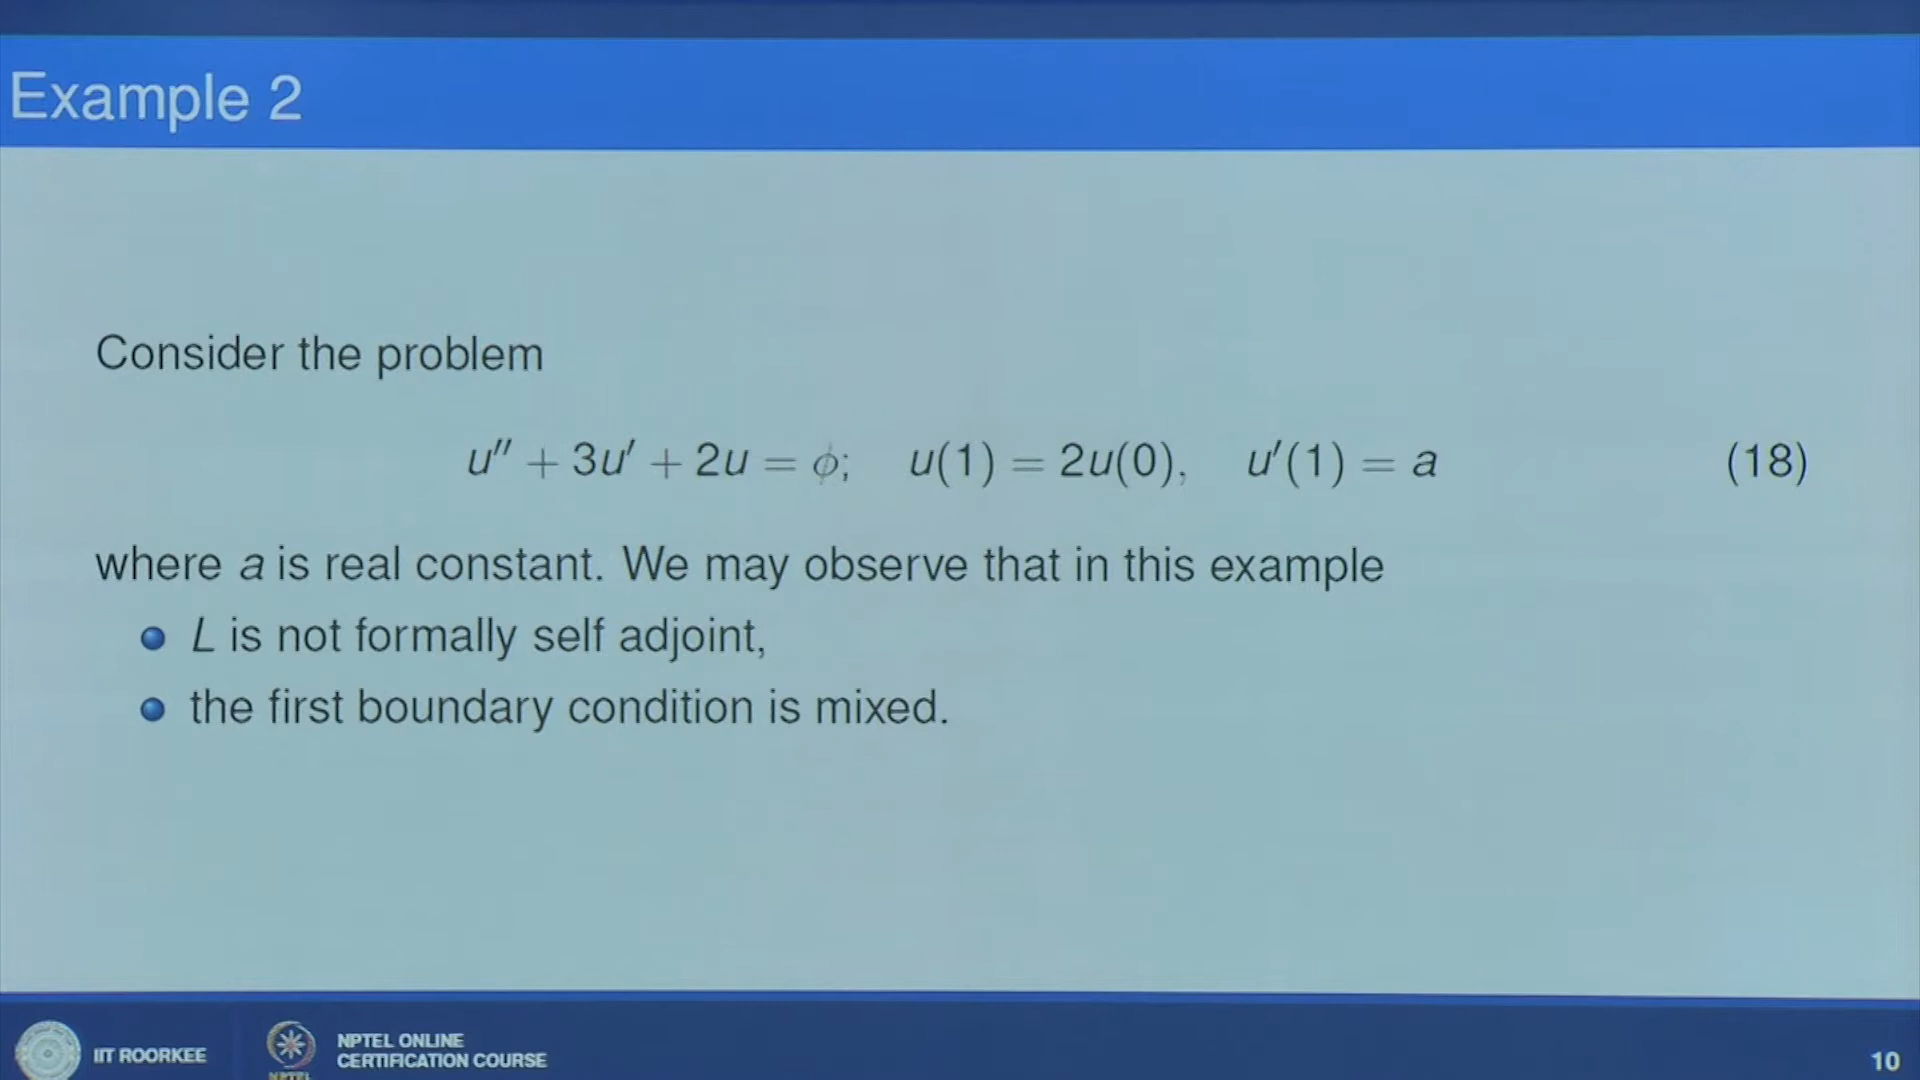 Example 2
Consider the problem
u″ + 3u′ + 2u = ϕ; u(1) = 2u(0), u′(1) = a (18)
where a is real constant. We may observe that in this example
L is not formally self adjoint,
the first boundary condition is mixed.
IIT ROORKEE
NPTEL
NPTEL ONLINE
CERTIFICATION COURSE
10